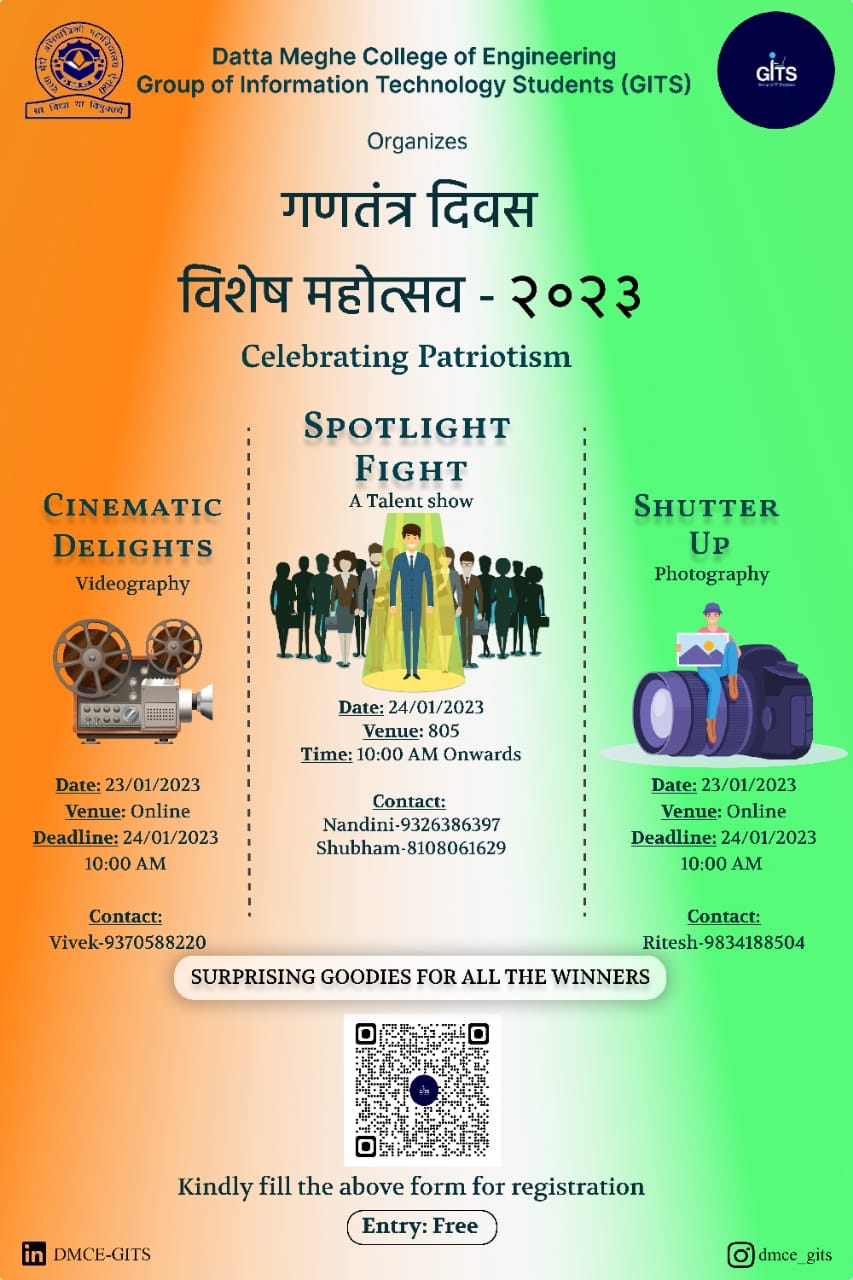 Datta Meghe College of Engineering
Group of Information Technology Students (GITS)
GITS
Organizes
गणतंत्र दिवस
विशेष महोत्सव - २०२३
Celebrating Patriotism
SPOTLIGHT
FIGHT
A Talent show
Date: 24/01/2023
Venue: 805
Time: 10:00 AM Onwards
Contact:
Nandini-9326386397
Shubham-8108061629
CINEMATIC
DELIGHTS
Videography
Date: 23/01/2023
Venue: Online
Deadline: 24/01/2023
10:00 AM
Contact:
Vivek-9370588220
SHUTTER
UP
Photography
Date: 23/01/2023
Venue: Online
Deadline: 24/01/2023
10:00 AM
Contact:
Ritesh-9834188504
SURPRISING GOODIES FOR ALL THE WINNERS
Kindly fill the above form for registration
Entry: Free
in DMCE-GITS
dmce_gits